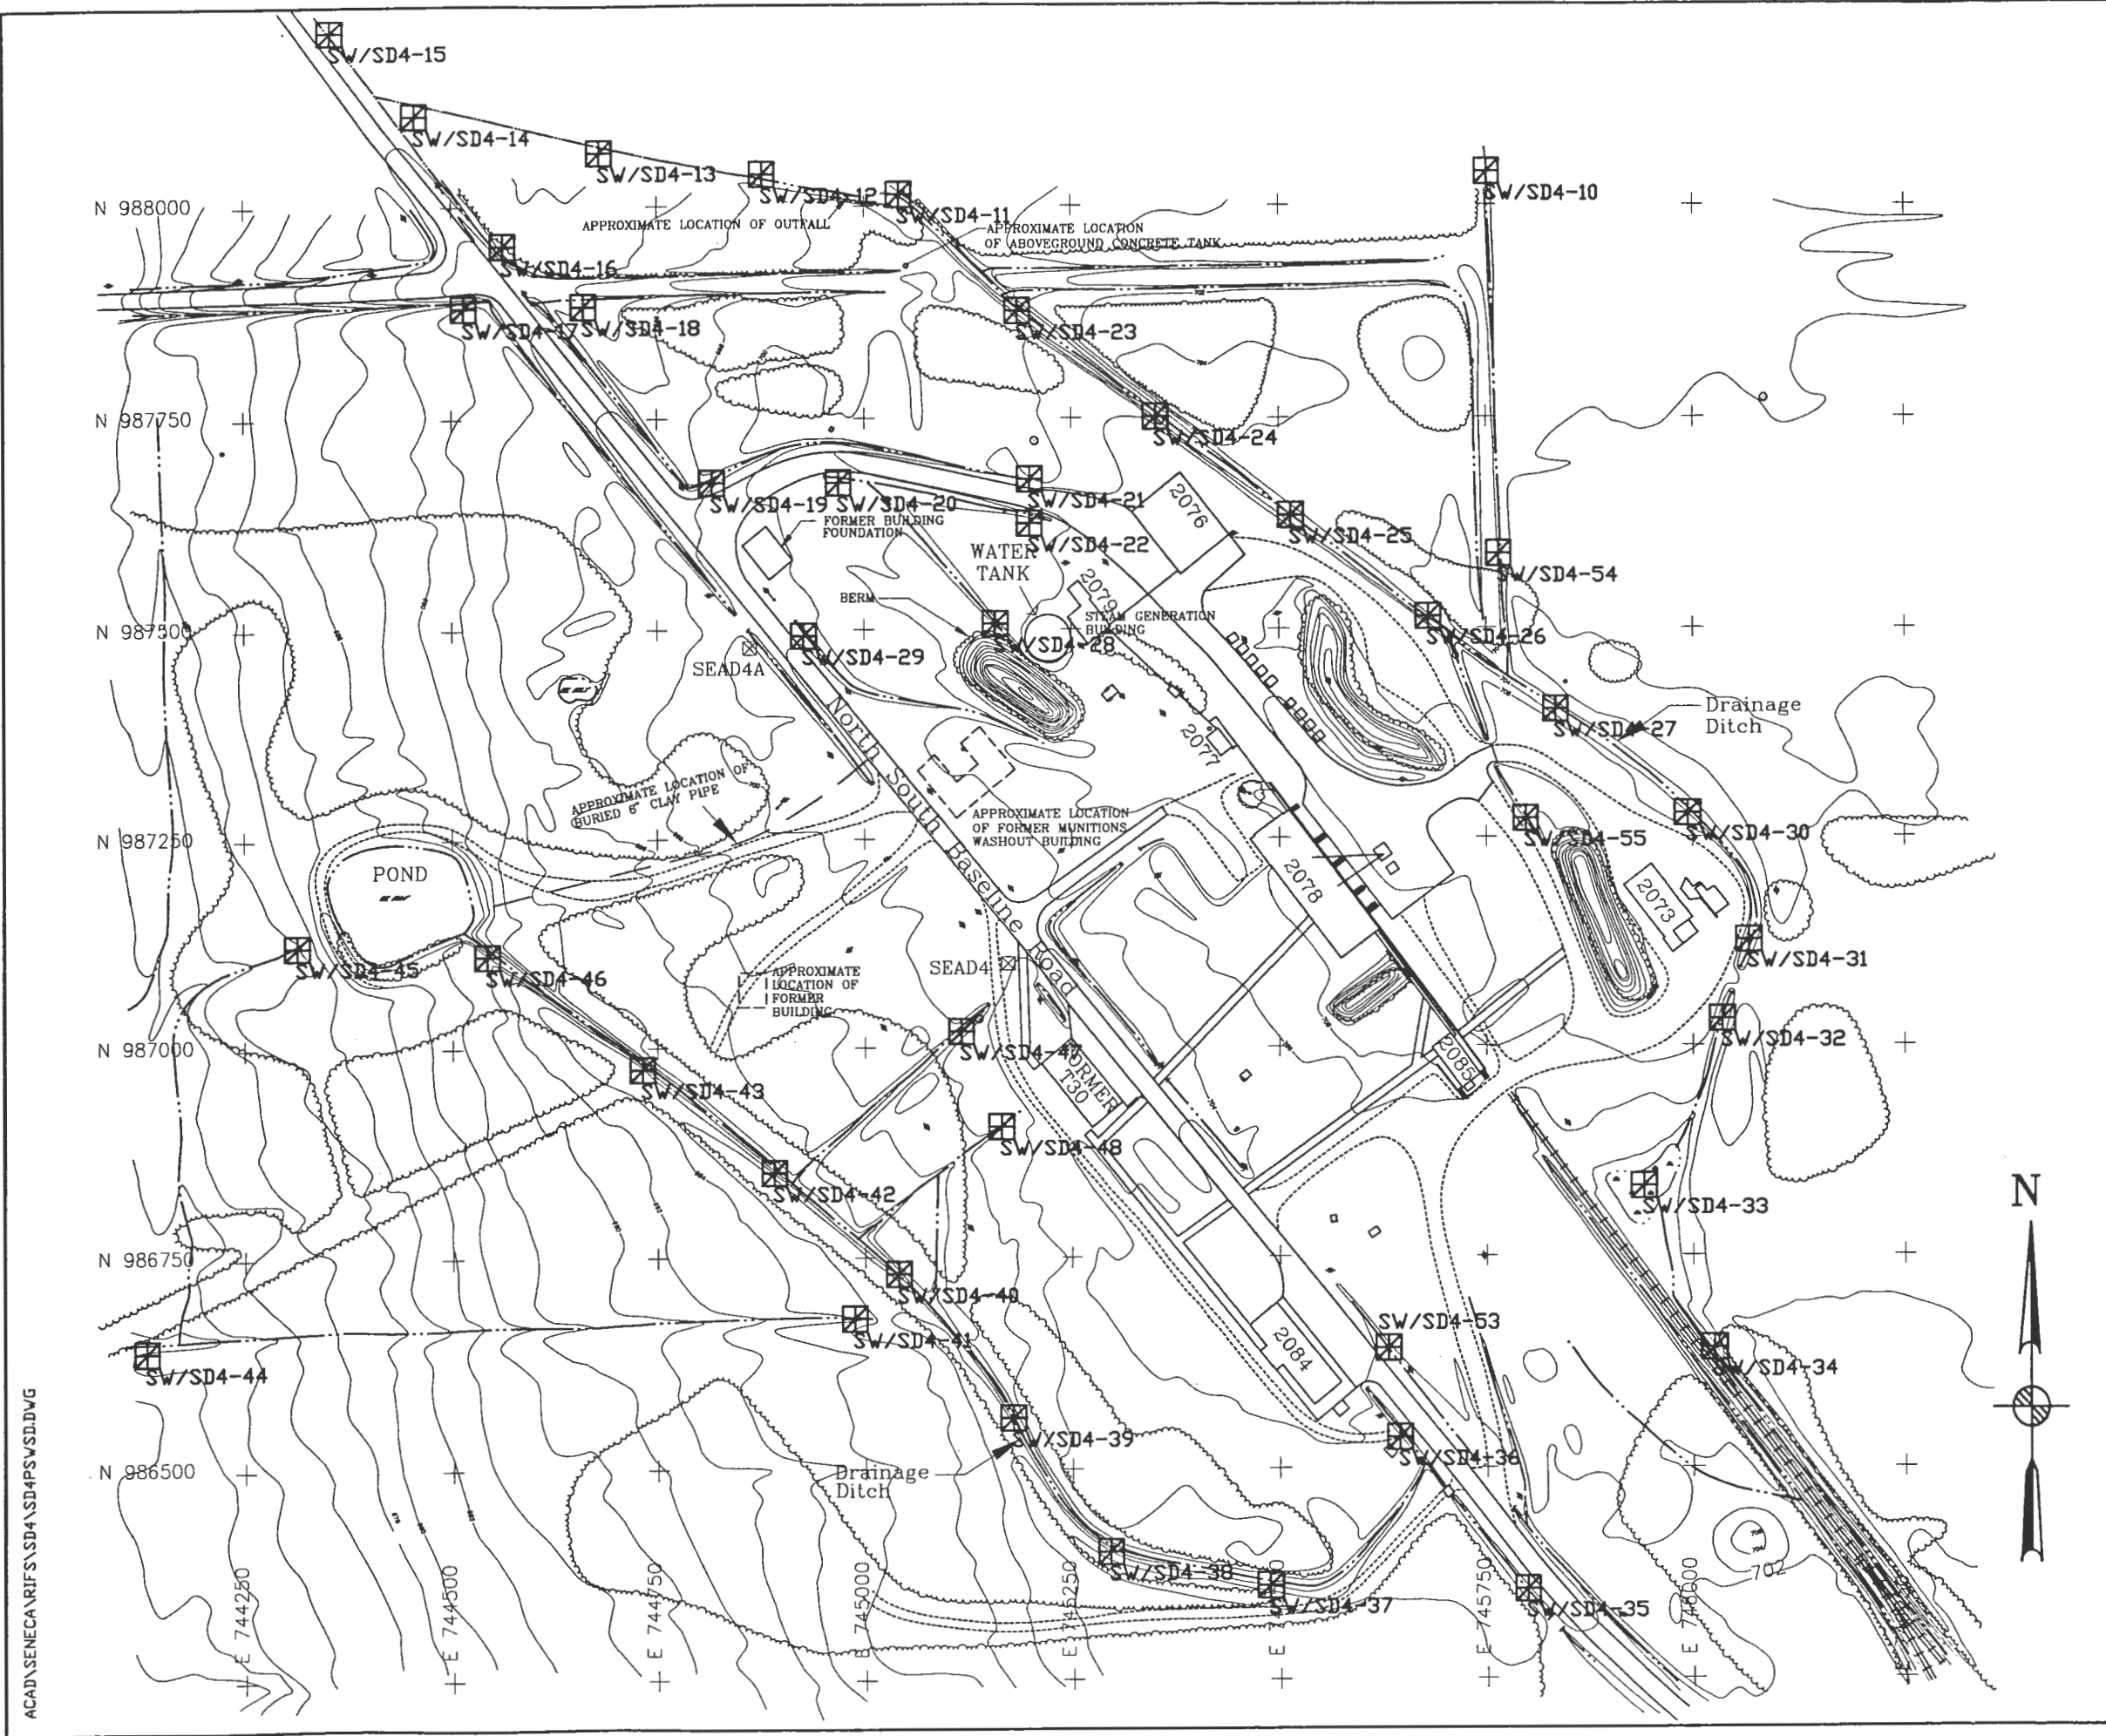 SW/SD4-15
SW/SD4-14
SW/SD4-13
SW/SD4-12
SW/SD4-11
SW/SD4-10
N 988000
APPROXIMATE LOCATION OF OUTFALL
APPROXIMATE LOCATION
OF ABOVEGROUND CONCRETE TANK
SW/SD4-16
SW/SD4-17
SW/SD4-18
SW/SD4-23
N 987750
SW/SD4-24
SW/SD4-19
SW/SD4-20
SW/SD4-21
2076
FORMER BUILDING
FOUNDATION
SW/SD4-22
SW/SD4-25
WATER
TANK
SW/SD4-54
2079
BERM
STEAM GENERATION
BUILDING
N 987500
SW/SD4-26
SW/SD4-28
SW/SD4-29
SEAD4A
Drainage
Ditch
SW/SD4-27
2077
North South Baseline Road
APPROXIMATE LOCATION OF
BURIED 6" CLAY PIPE
APPROXIMATE LOCATION
OF FORMER MUNITIONS
WASHOUT BUILDING
N 987250
SW/SD4-30
SW/SD4-55
POND
2078
2073
SW/SD4-45
SW/SD4-46
SEAD4
SW/SD4-31
APPROXIMATE
LOCATION OF
FORMER
BUILDING
SW/SD4-32
N 987000
SW/SD4-47
2085
FORMER
T30
SW/SD4-43
SW/SD4-48
SW/SD4-42
SW/SD4-33
N
N 986750
SW/SD4-40
SW/SD4-41
SW/SD4-53
2084
SW/SD4-44
SW/SD4-34
SW/SD4-39
SW/SD4-36
N 986500
Drainage
Ditch
704
702
SW/SD4-38
SW/SD4-37
SW/SD4-35
E 744250
E 744500
E 744750
E 745000
E 745250
E
E 745750
E 746000
ACAD\SENECA\RIFS\SD4\SD4PSWSD.DWG